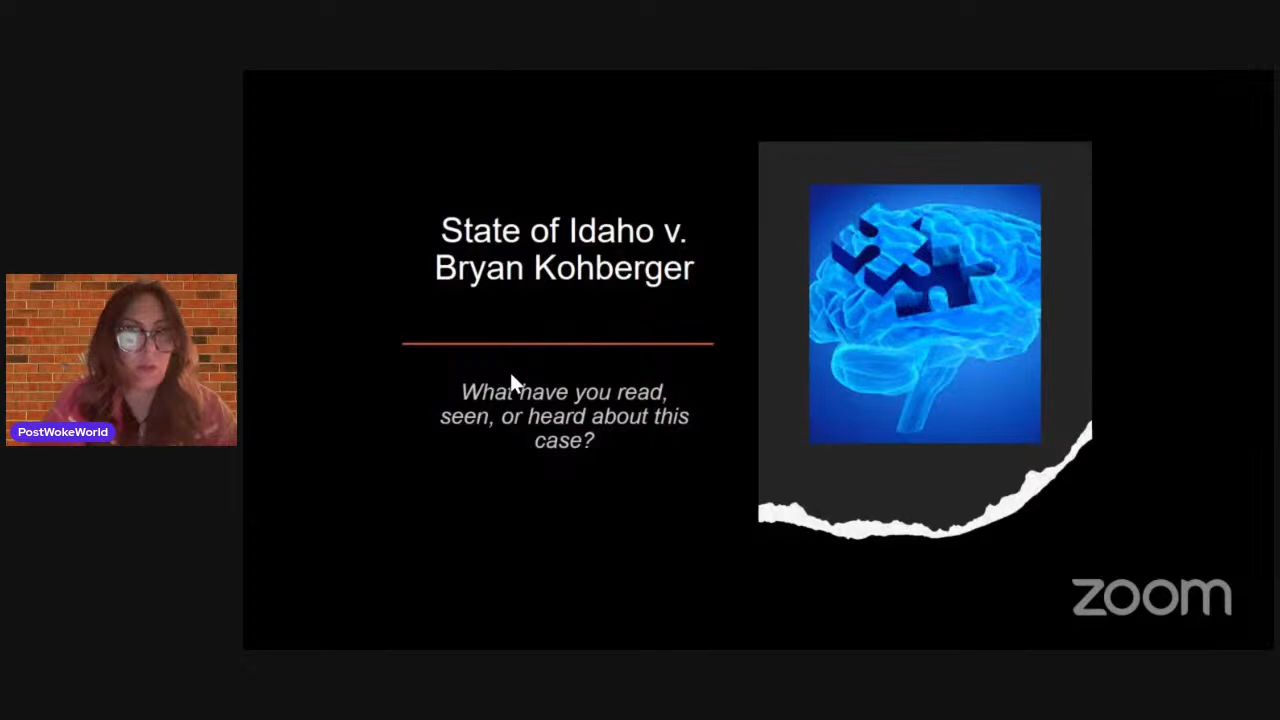 State of Idaho v.
Bryan Kohberger
What have you read,
seen, or heard about this
case?
PostWokeWorld
zoom